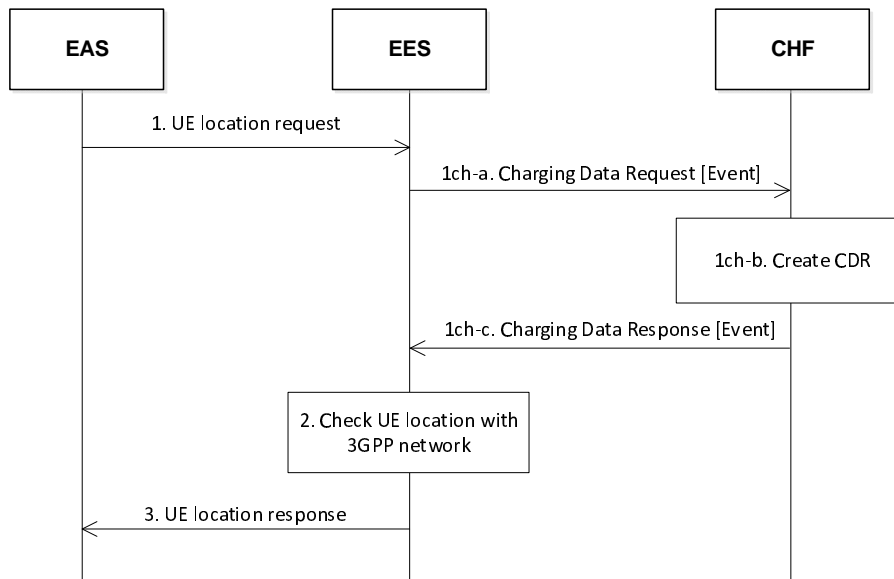 EAS
EES
CHF
1. UE location request
1ch-a. Charging Data Request [Event]
1ch-b. Create CDR
1ch-c. Charging Data Response [Event]
2. Check UE location with
3GPP network
3. UE location response